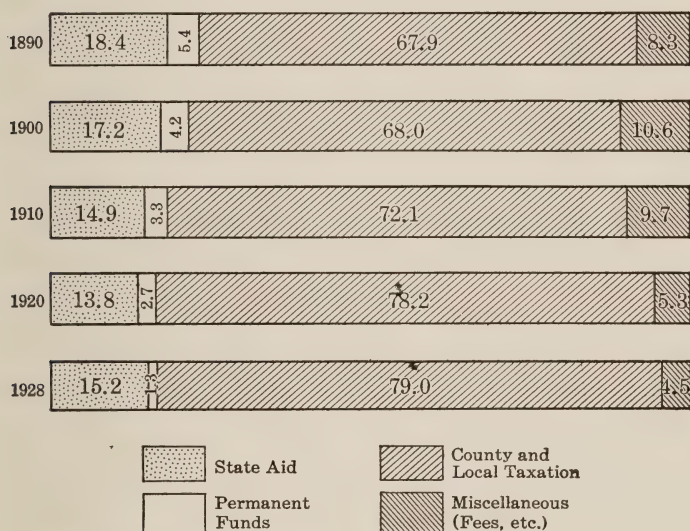 1890 18.4 5.4 67.9 8.3
1900 17.2 4.2 68.0 10.6
1910 14.9 3.3 72.1 9.7
1920 13.8 2.7 78.2 5.3
1928 15.2 1.3 79.0 4.5
State Aid
County and
Local Taxation
Permanent
Funds
Miscellaneous
(Fees, etc.)